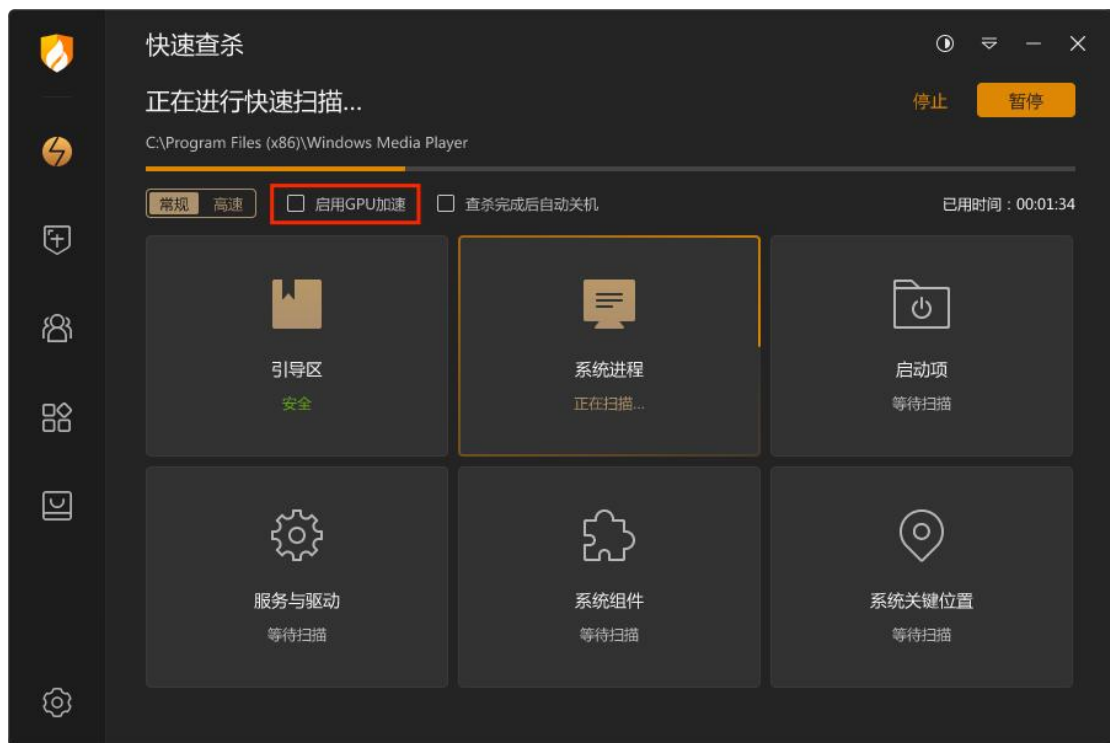 快速查杀
正在进行快速扫描...
停止
暂停
C:\Program Files (x86)\Windows Media Player
常规 高速 启用GPU加速 查杀完成后自动关机 已用时间：00:01:34
引导区 系统进程 启动项
安全 正在扫描... 等待扫描
服务与驱动 系统组件 系统关键位置
等待扫描 等待扫描 等待扫描